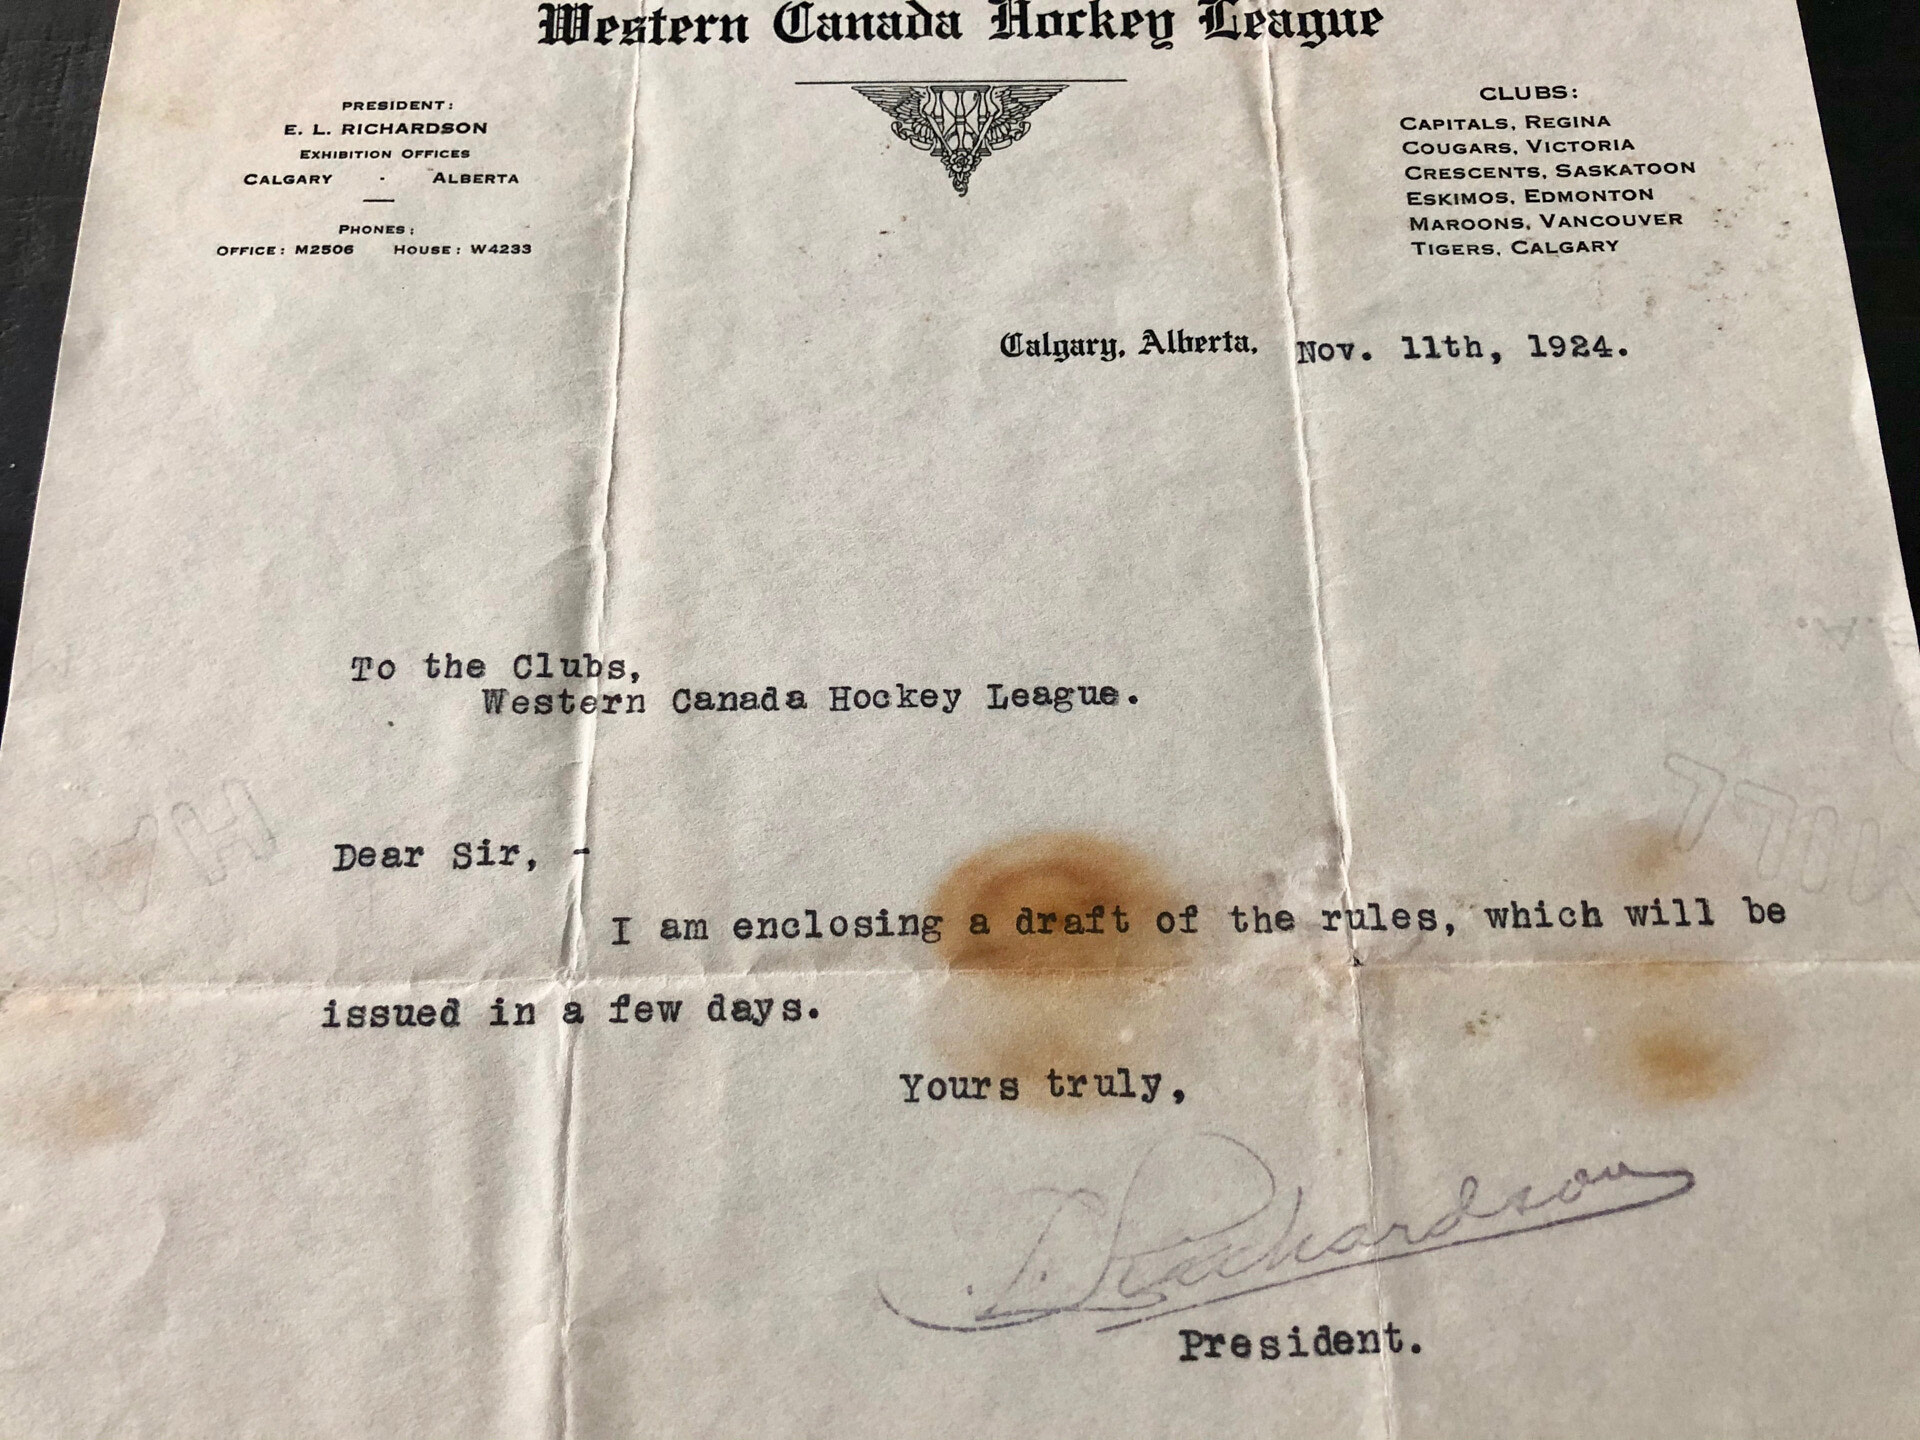 Western Canada Hockey League
PRESIDENT:
E. L. RICHARDSON
EXHIBITION OFFICES
CALGARY - ALBERTA
PHONES:
OFFICE: M2506 HOUSE: W4233
CLUBS:
CAPITALS, REGINA
COUGARS, VICTORIA
CRESCENTS, SASKATOON
ESKIMOS, EDMONTON
MAROONS, VANCOUVER
TIGERS, CALGARY
Calgary, Alberta, Nov. 11th, 1924.
To the Clubs,
Western Canada Hockey League.
Dear Sir, -
I am enclosing a draft of the rules, which will be
issued in a few days.
Yours truly,
Richardson
President.